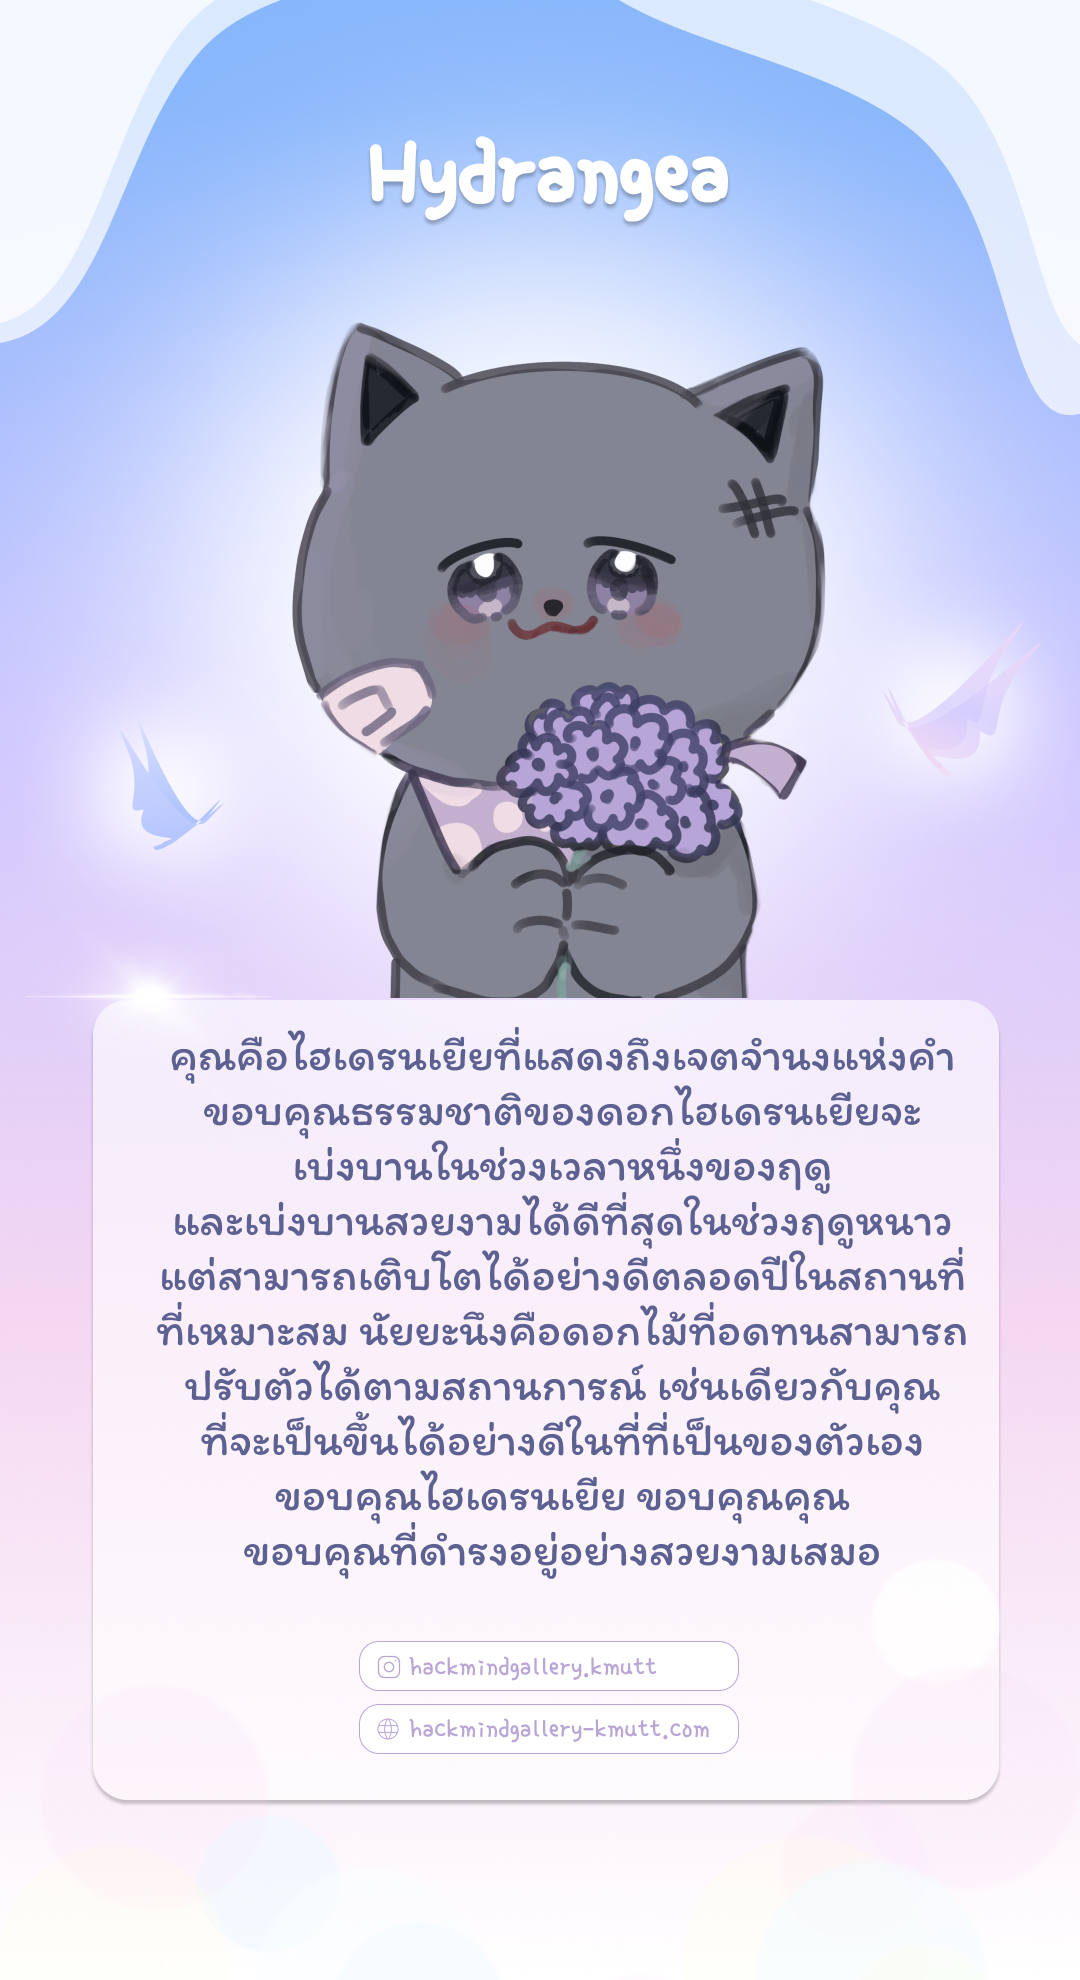 Hydrangea
คุณคือไฮเดรนเยียที่แสดงถึงเจตจำนงแห่งคำ
ขอบคุณธรรมชาติของดอกไฮเดรนเยียจะ
เบ่งบานในช่วงเวลาหนึ่งของฤดู
และเบ่งบานสวยงามได้ดีที่สุดในช่วงฤดูหนาว
แต่สามารถเติบโตได้อย่างดีตลอดปีในสถานที่
ที่เหมาะสม นัยยะนึงคือดอกไม้ที่อดทนสามารถ
ปรับตัวได้ตามสถานการณ์ เช่นเดียวกับคุณ
ที่จะเป็นขึ้นได้อย่างดีในที่ที่เป็นของตัวเอง
ขอบคุณไฮเดรนเยีย ขอบคุณคุณ
ขอบคุณที่ดำรงอยู่อย่างสวยงามเสมอ
hackmindgallery.kmutt
hackmindgallery-kmutt.com